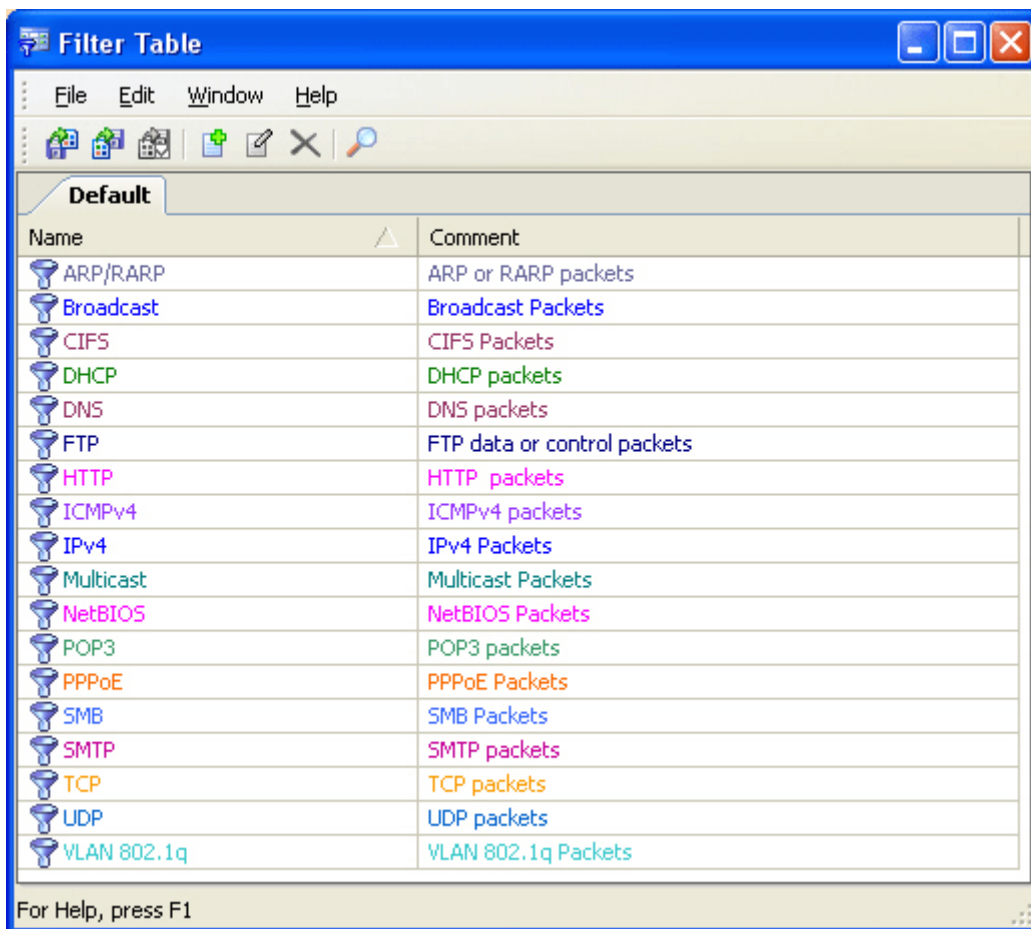 Filter Table
File Edit Window Help
Default
Name Comment
ARP/RARP ARP or RARP packets
Broadcast Broadcast Packets
CIFS CIFS Packets
DHCP DHCP packets
DNS DNS packets
FTP FTP data or control packets
HTTP HTTP  packets
ICMPv4 ICMPv4 packets
IPv4 IPv4 Packets
Multicast Multicast Packets
NetBIOS NetBIOS Packets
POP3 POP3 packets
PPPoE PPPoE Packets
SMB SMB Packets
SMTP SMTP packets
TCP TCP packets
UDP UDP packets
VLAN 802.1q VLAN 802.1q Packets
For Help, press F1